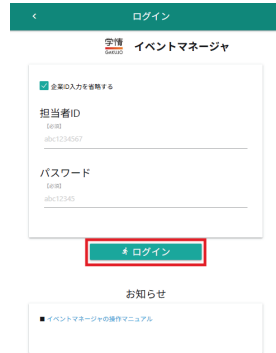 ログイン
学情
GAKUJO
イベントマネージャ
企業ID入力を省略する
担当者ID
【必須】
abc1234567
パスワード
【必須】
abc12345
ログイン
お知らせ
■ イベントマネージャの操作マニュアル